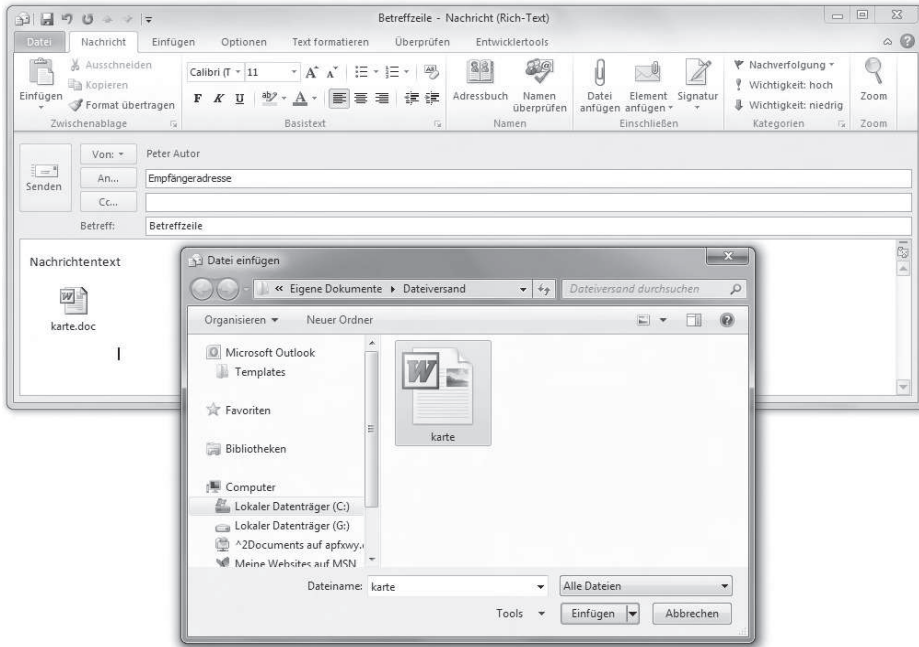 Betreffzeile - Nachricht (Rich-Text)
Datei Nachricht Einfügen Optionen Text formatieren Überprüfen Entwicklertools
Einfügen
Ausschneiden
Kopieren
Format übertragen
Zwischenablage
Calibri (T 11
F K U
Basistext
Adressbuch
Namen
überprüfen
Namen
Datei
anfügen
Element
anfügen
Signatur
Einschließen
Nachverfolgung
Wichtigkeit: hoch
Wichtigkeit: niedrig
Kategorien
Zoom
Zoom
Senden
Von: Peter Autor
An... Empfängeradresse
Cc...
Betreff: Betreffzeile
Nachrichtentext
karte.doc
Datei einfügen
« Eigene Dokumente Dateiversand
Dateiversand durchsuchen
Organisieren Neuer Ordner
Microsoft Outlook
Templates
Favoriten
Bibliotheken
Computer
Lokaler Datenträger (C:)
Lokaler Datenträger (G:)
^2Documents auf apfxwy.
Meine Websites auf MSN
karte
Dateiname: karte
Alle Dateien
Tools Einfügen Abbrechen